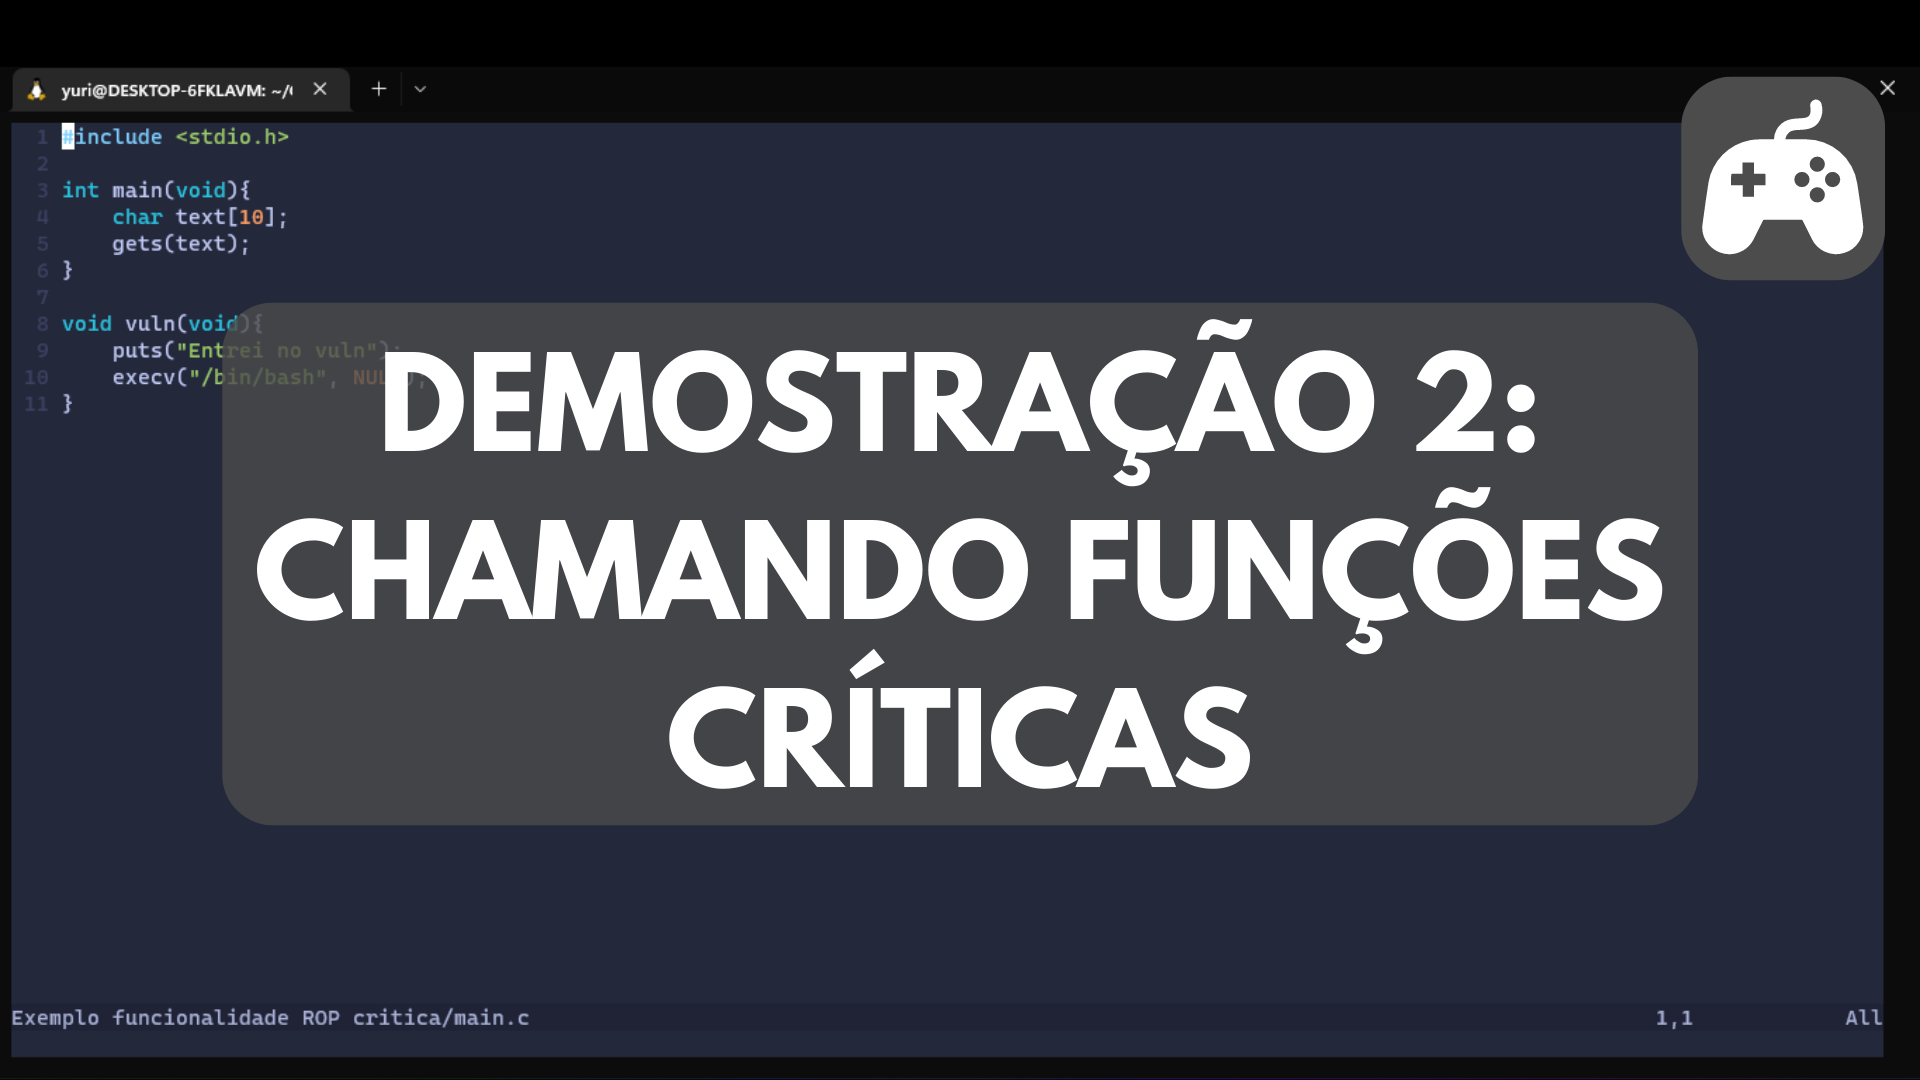 yuri@DESKTOP-6FKLAVM: ~/
1 #include <stdio.h>
2
3 int main(void){
4 char text[10];
5 gets(text);
6 }
7
8 void vuln(void){
9 puts("Entrei no vuln");
10 execv("/bin/bash", NULL);
11 }
DEMOSTRAÇÃO 2:
CHAMANDO FUNÇÕES
CRÍTICAS
Exemplo funcionalidade ROP critica/main.c 1,1 All